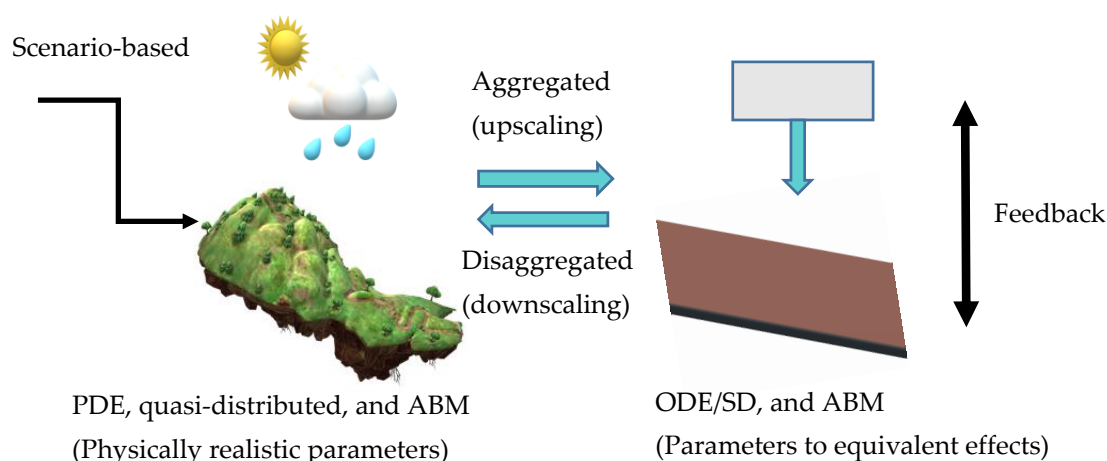 Scenario-based
Aggregated
(upscaling)
Disaggregated
(downscaling)
Feedback
PDE, quasi-distributed, and ABM
(Physically realistic parameters)
ODE/SD, and ABM
(Parameters to equivalent effects)